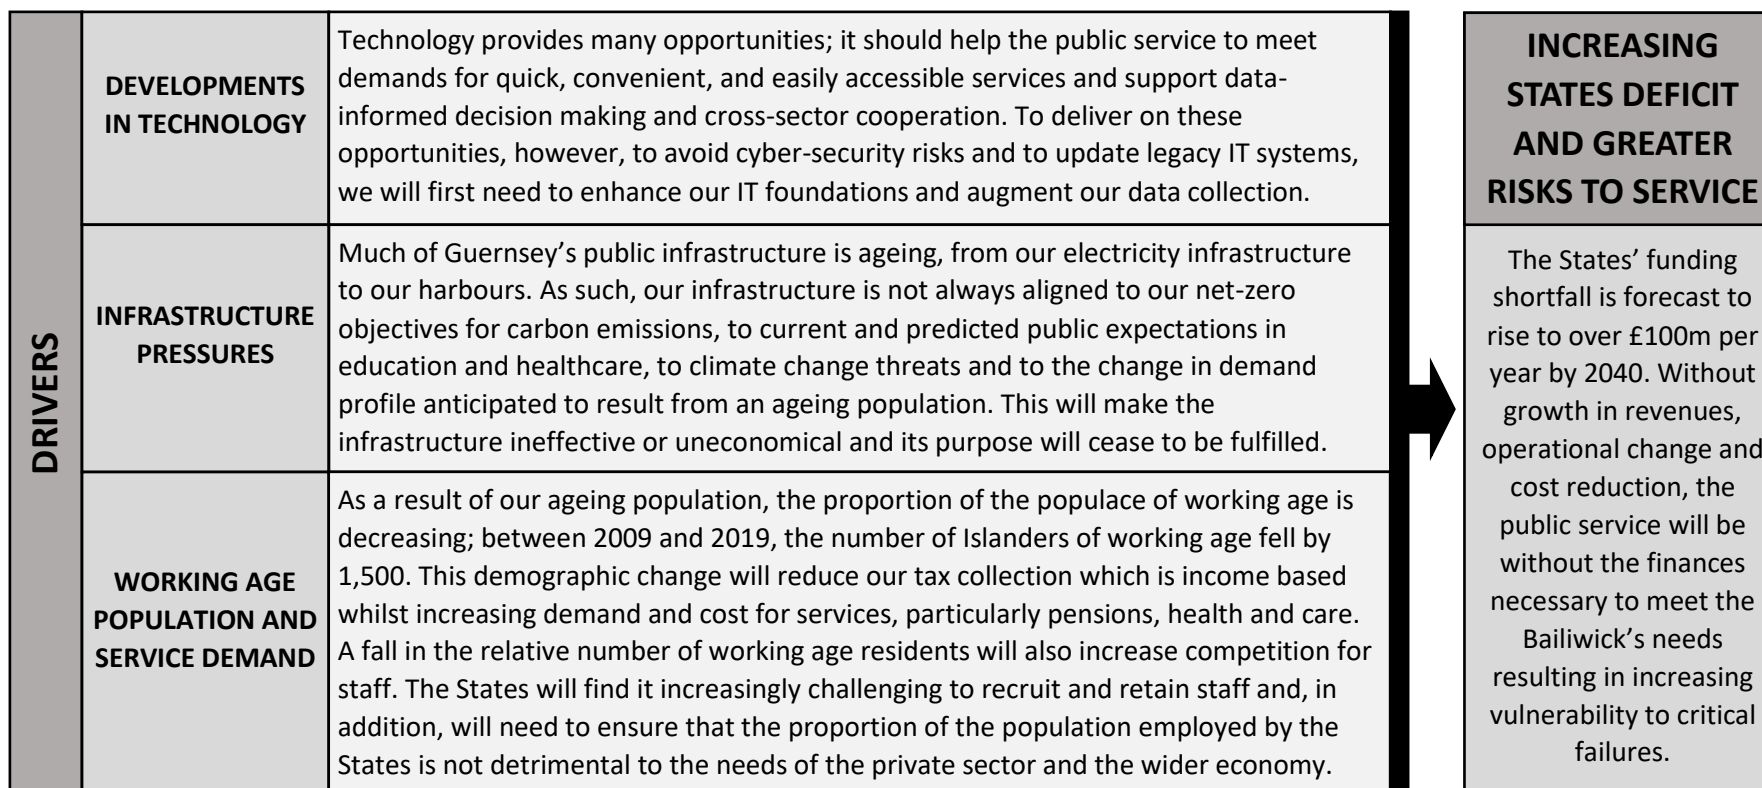 DRIVERS
DEVELOPMENTS
IN TECHNOLOGY
Technology provides many opportunities; it should help the public service to meet
demands for quick, convenient, and easily accessible services and support data-
informed decision making and cross-sector cooperation. To deliver on these
opportunities, however, to avoid cyber-security risks and to update legacy IT systems,
we will first need to enhance our IT foundations and augment our data collection.
INFRASTRUCTURE
PRESSURES
Much of Guernsey’s public infrastructure is ageing, from our electricity infrastructure
to our harbours. As such, our infrastructure is not always aligned to our net-zero
objectives for carbon emissions, to current and predicted public expectations in
education and healthcare, to climate change threats and to the change in demand
profile anticipated to result from an ageing population. This will make the
infrastructure ineffective or uneconomical and its purpose will cease to be fulfilled.
WORKING AGE
POPULATION AND
SERVICE DEMAND
As a result of our ageing population, the proportion of the populace of working age is
decreasing; between 2009 and 2019, the number of Islanders of working age fell by
1,500. This demographic change will reduce our tax collection which is income based
whilst increasing demand and cost for services, particularly pensions, health and care.
A fall in the relative number of working age residents will also increase competition for
staff. The States will find it increasingly challenging to recruit and retain staff and, in
addition, will need to ensure that the proportion of the population employed by the
States is not detrimental to the needs of the private sector and the wider economy.
INCREASING
STATES DEFICIT
AND GREATER
RISKS TO SERVICE
The States’ funding
shortfall is forecast to
rise to over £100m per
year by 2040. Without
growth in revenues,
operational change and
cost reduction, the
public service will be
without the finances
necessary to meet the
Bailiwick’s needs
resulting in increasing
vulnerability to critical
failures.